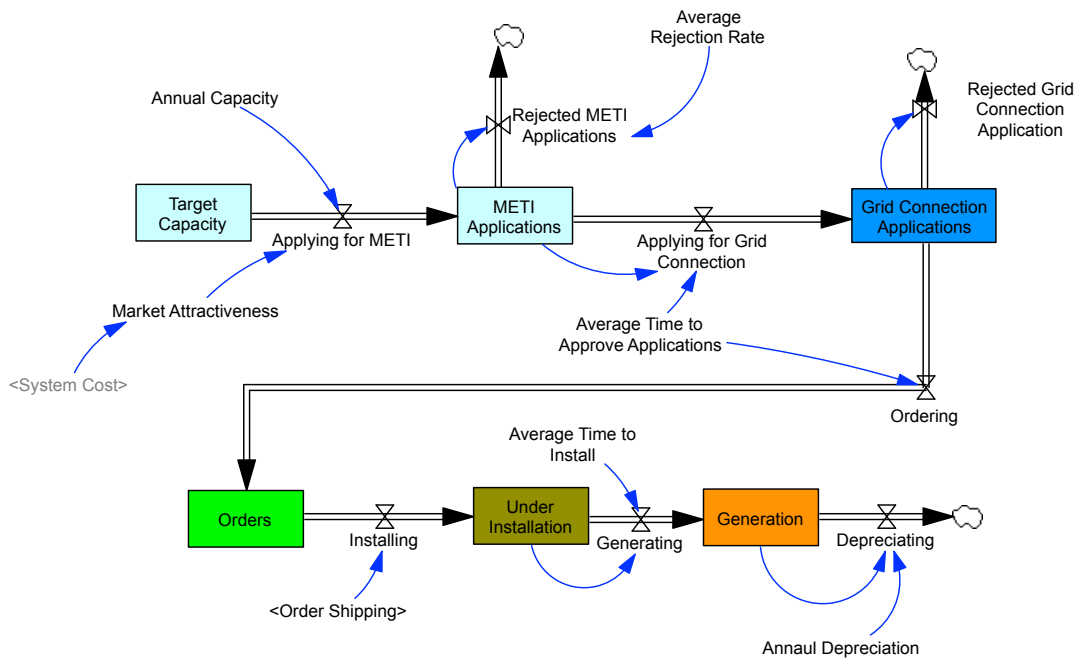 Average
Rejection Rate
Annual Capacity
Rejected METI
Applications
Rejected Grid
Connection
Application
Target
Capacity
METI
Applications
Grid Connection
Applications
Applying for METI
Applying for Grid
Connection
Market Attractiveness
Average Time to
Approve Applications
<System Cost>
Ordering
Average Time to
Install
Orders
Under
Installation
Generation
Installing
Generating
Depreciating
<Order Shipping>
Annaul Depreciation